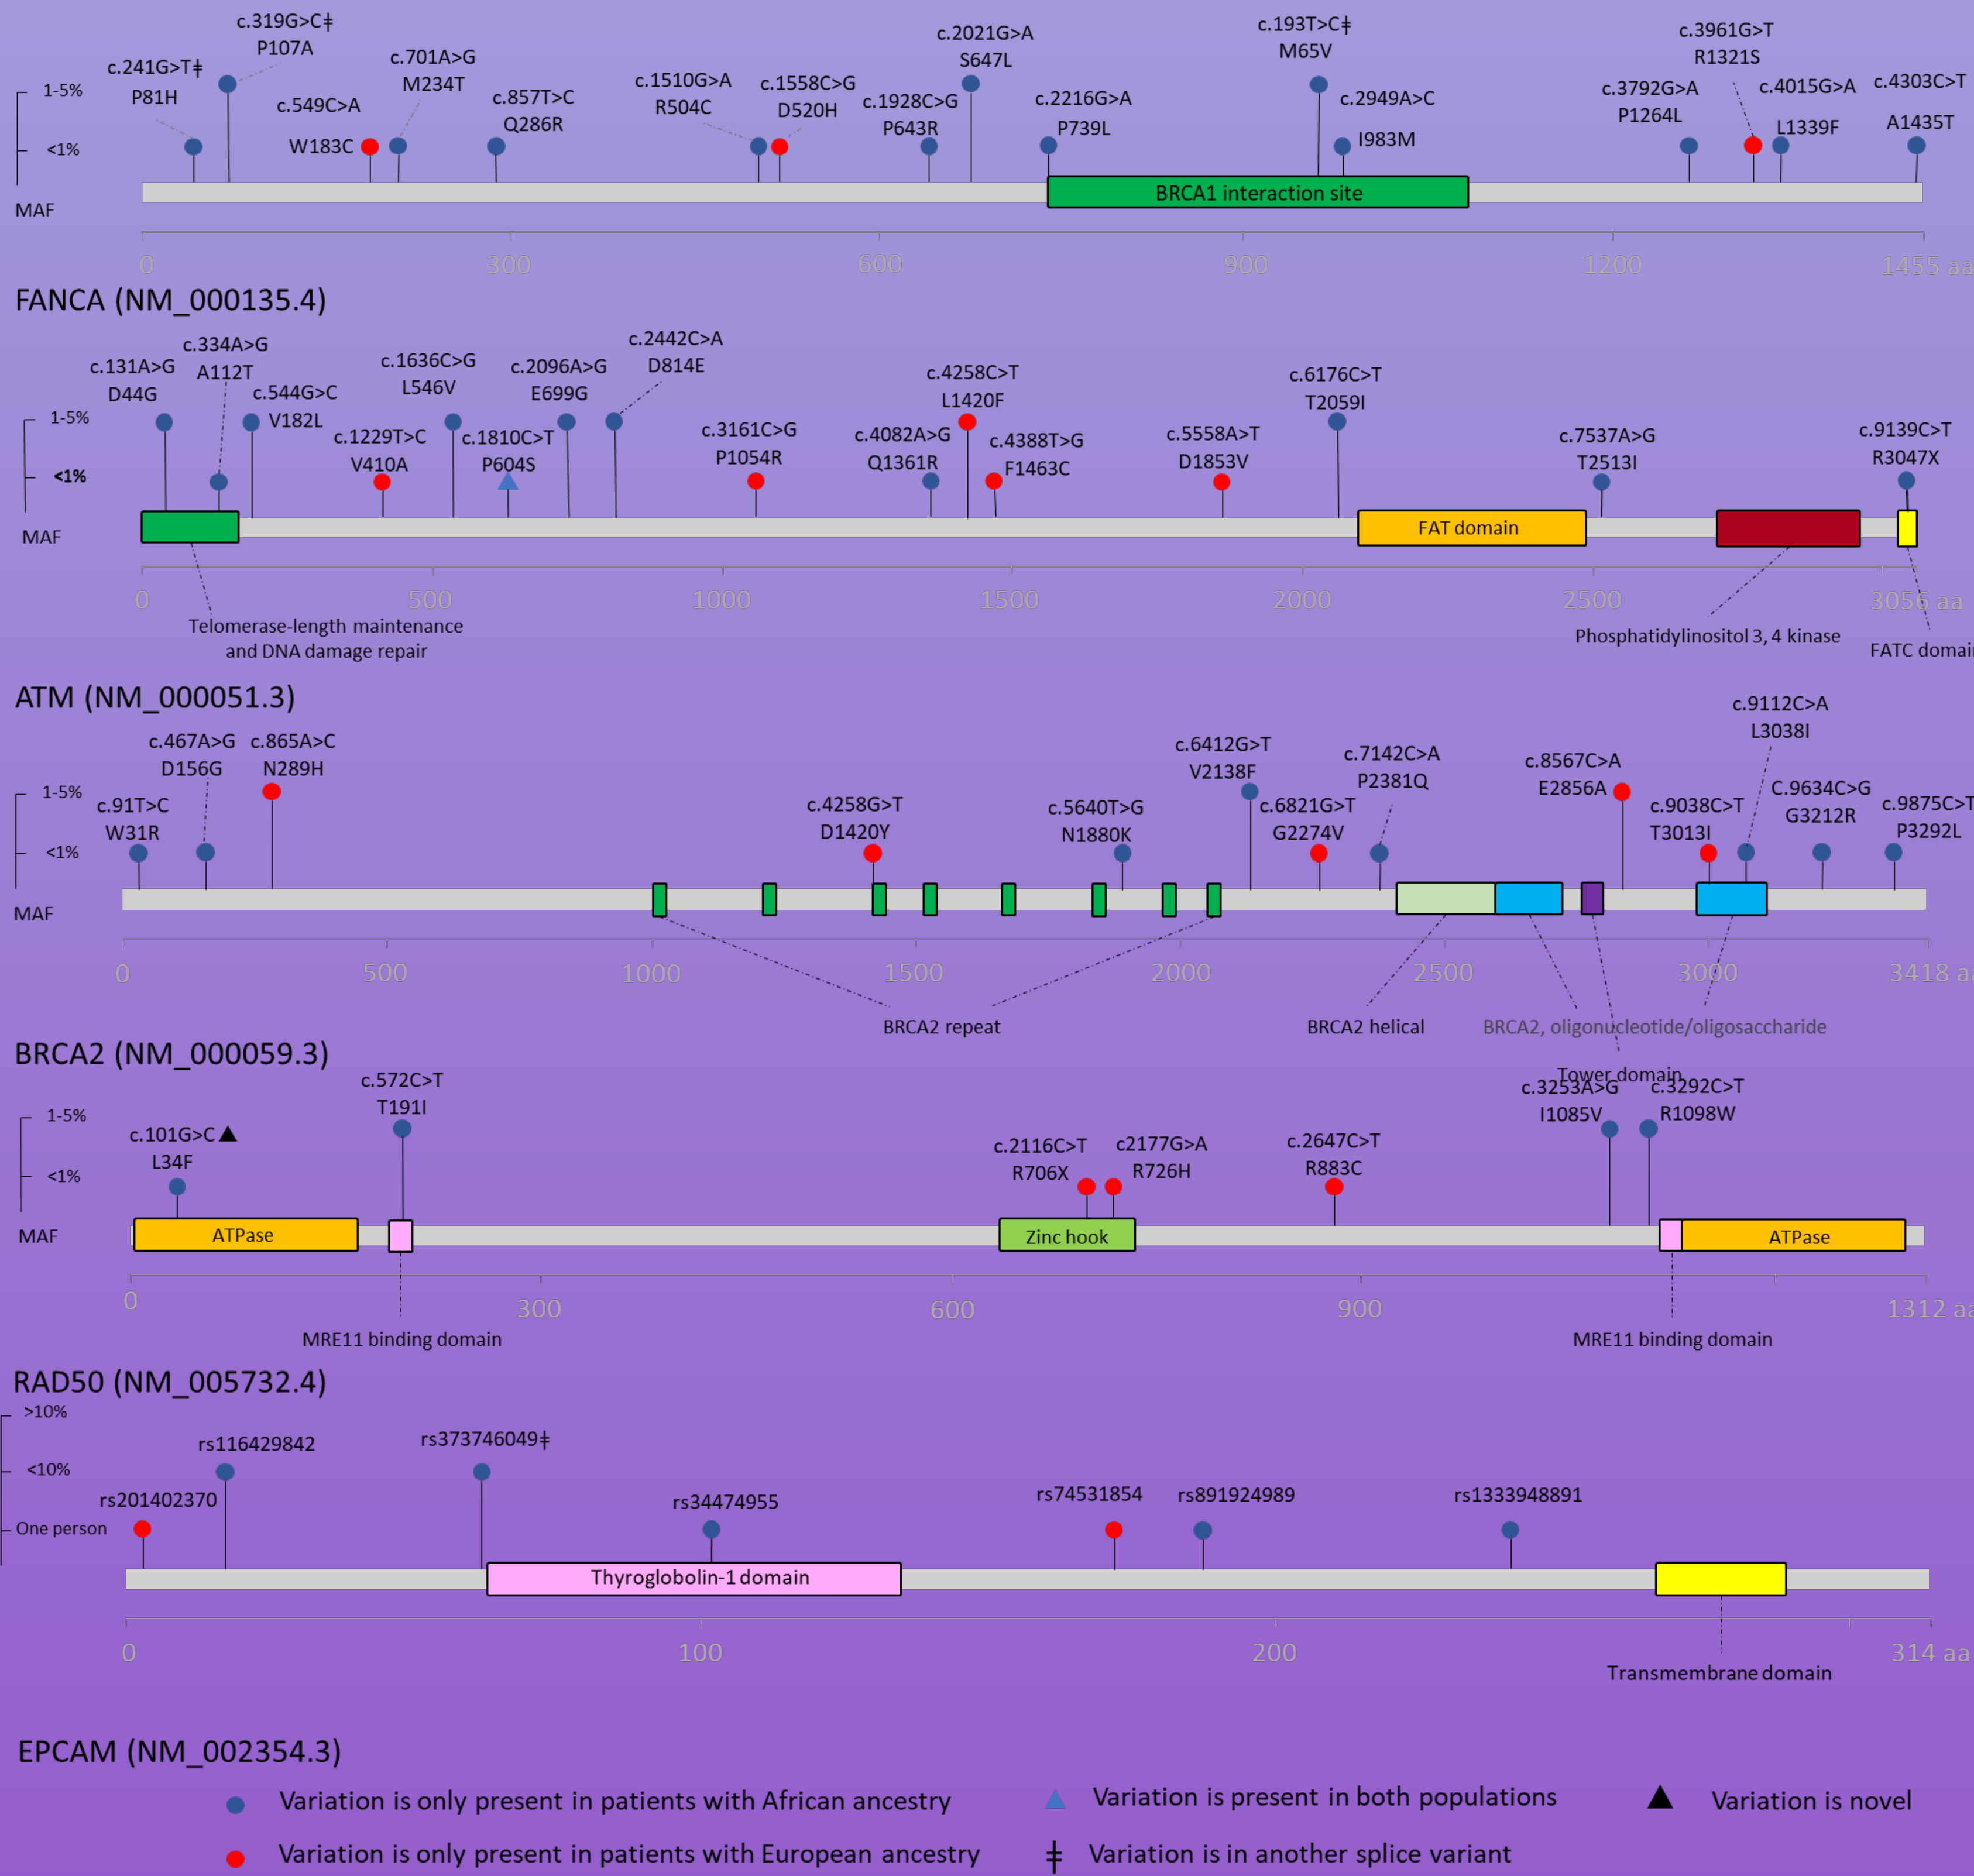 c.319G>Cǂ
P107A
c.241G>Tǂ
P81H
c.549C>A
W183C
c.701A>G
M234T
c.857T>C
Q286R
c.1510G>A
R504C
c.1558C>G
D520H
c.1928C>G
P643R
c.2021G>A
S647L
c.2216G>A
P739L
c.193T>Cǂ
M65V
c.2949A>C
I983M
c.3792G>A
P1264L
c.3961G>T
R1321S
c.4015G>A
L1339F
c.4303C>T
A1435T
1-5%
<1%
MAF
BRCA1 interaction site
0 300 600 900 1200 1455 aa
FANCA (NM_000135.4)
c.131A>G
D44G
c.334A>G
A112T
c.544G>C
V182L
c.1229T>C
V410A
c.1636C>G
L546V
c.1810C>T
P604S
c.2096A>G
E699G
c.2442C>A
D814E
c.3161C>G
P1054R
c.4082A>G
Q1361R
c.4258C>T
L1420F
c.4388T>G
F1463C
c.5558A>T
D1853V
c.6176C>T
T2059I
c.7537A>G
T2513I
c.9139C>T
R3047X
1-5%
<1%
MAF
FAT domain
0 500 1000 1500 2000 2500 3056 aa
Telomerase-length maintenance
and DNA damage repair
Phosphatidylinositol 3, 4 kinase
FATC domain
ATM (NM_000051.3)
c.91T>C
W31R
c.467A>G
D156G
c.865A>C
N289H
c.4258G>T
D1420Y
c.5640T>G
N1880K
c.6412G>T
V2138F
c.6821G>T
G2274V
c.7142C>A
P2381Q
c.8567C>A
E2856A
c.9038C>T
T3013I
c.9112C>A
L3038I
C.9634C>G
G3212R
c.9875C>T
P3292L
1-5%
<1%
MAF
0 500 1000 1500 2000 2500 3000 3418 aa
BRCA2 repeat
BRCA2 helical
BRCA2, oligonucleotide/oligosaccharide
Tower domain
BRCA2 (NM_000059.3)
c.101G>C
L34F
c.572C>T
T191I
c.2116C>T
R706X
c2177G>A
R726H
c.2647C>T
R883C
c.3253A>G
I1085V
c.3292C>T
R1098W
1-5%
<1%
MAF
ATPase
Zinc hook
ATPase
0 300 600 900 1312 aa
MRE11 binding domain
MRE11 binding domain
RAD50 (NM_005732.4)
>10%
<10%
One person
rs201402370
rs116429842
rs373746049ǂ
rs34474955
rs74531854
rs891924989
rs1333948891
Thyroglobolin-1 domain
0 100 200 314 aa
Transmembrane domain
EPCAM (NM_002354.3)
Variation is only present in patients with African ancestry
Variation is present in both populations
Variation is novel
Variation is only present in patients with European ancestry
ǂ Variation is in another splice variant